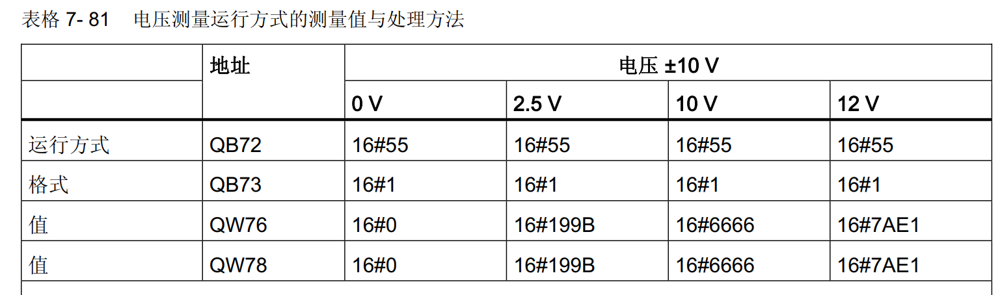 表格 7- 81 电压测量运行方式的测量值与处理方法
地址 电压 ±10 V
0 V 2.5 V 10 V 12 V
运行方式 QB72 16#55 16#55 16#55 16#55
格式 QB73 16#1 16#1 16#1 16#1
值 QW76 16#0 16#199B 16#6666 16#7AE1
值 QW78 16#0 16#199B 16#6666 16#7AE1